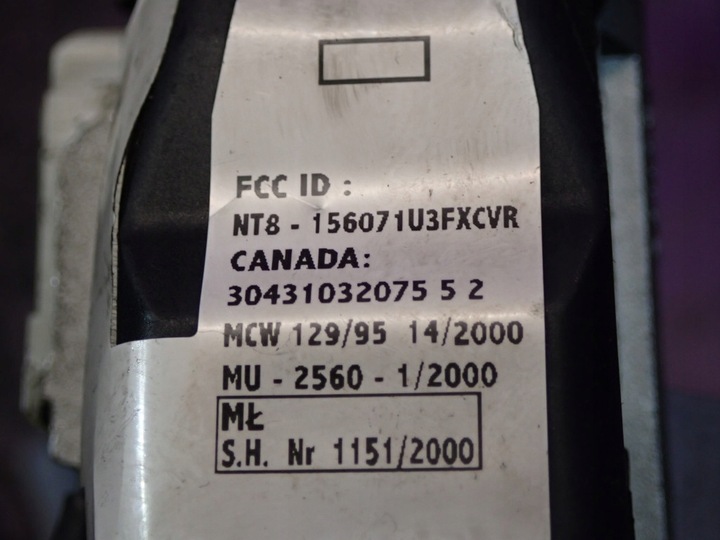 FCC ID :
NT8 - 156071U3FXCVR
CANADA:
30431032075 5 2
MCW 129/95 14/2000
MU - 2560 - 1/2000
MŁ
S.H. Nr 1151/2000